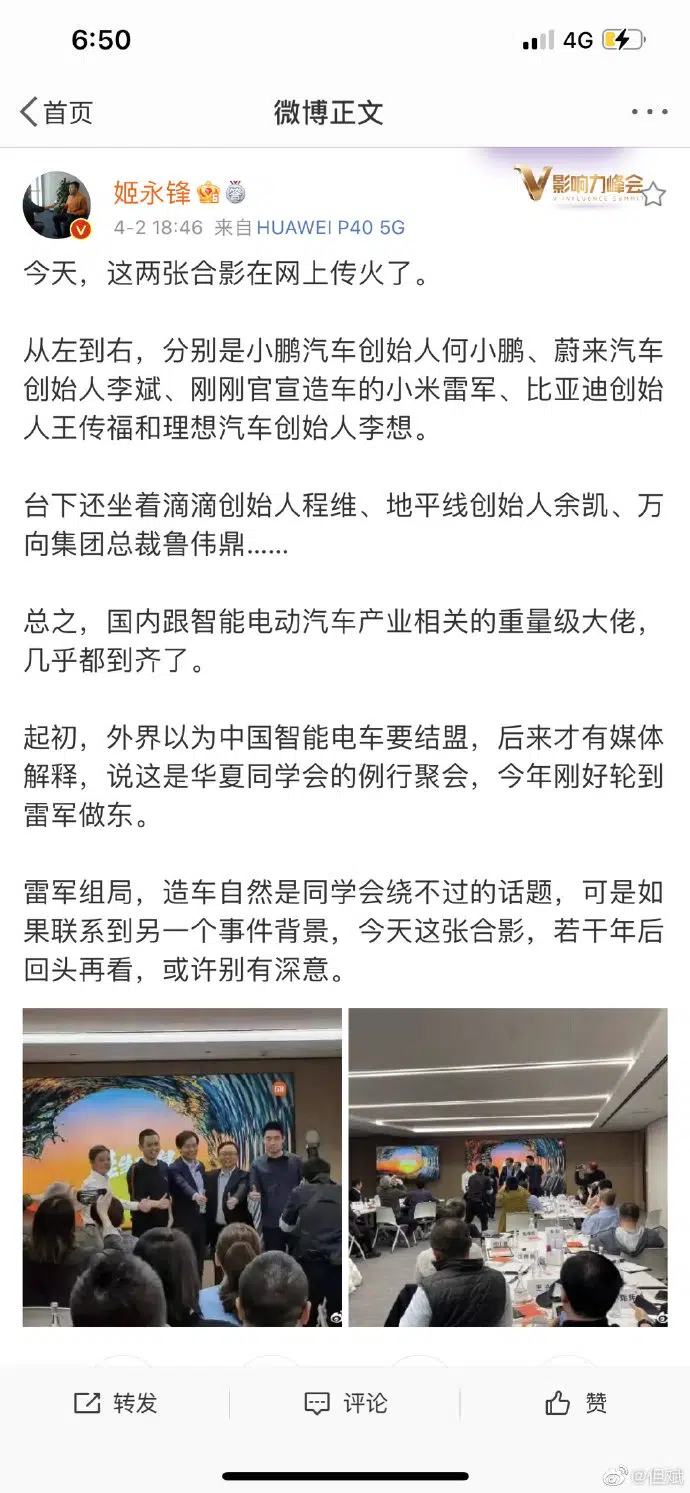 6:50
4G
首页
微博正文
姬永锋
V影响力峰会
V INFLUENCE SUMMIT
4-2 18:46 来自HUAWEI P40 5G
今天，这两张合影在网上传火了。
从左到右，分别是小鹏汽车创始人何小鹏、蔚来汽车
创始人李斌、刚刚官宣造车的小米雷军、比亚迪创始
人王传福和理想汽车创始人李想。
台下还坐着滴滴创始人程维、地平线创始人余凯、万
向集团总裁鲁伟鼎......
总之，国内跟智能电动汽车产业相关的重量级大佬，
几乎都到齐了。
起初，外界以为中国智能电车要结盟，后来才有媒体
解释，说这是华夏同学会的例行聚会，今年刚好轮到
雷军做东。
雷军组局，造车自然是同学会绕不过的话题，可是如
果联系到另一个事件背景，今天这张合影，若干年后
回头再看，或许别有深意。
转发
评论
赞
@但斌